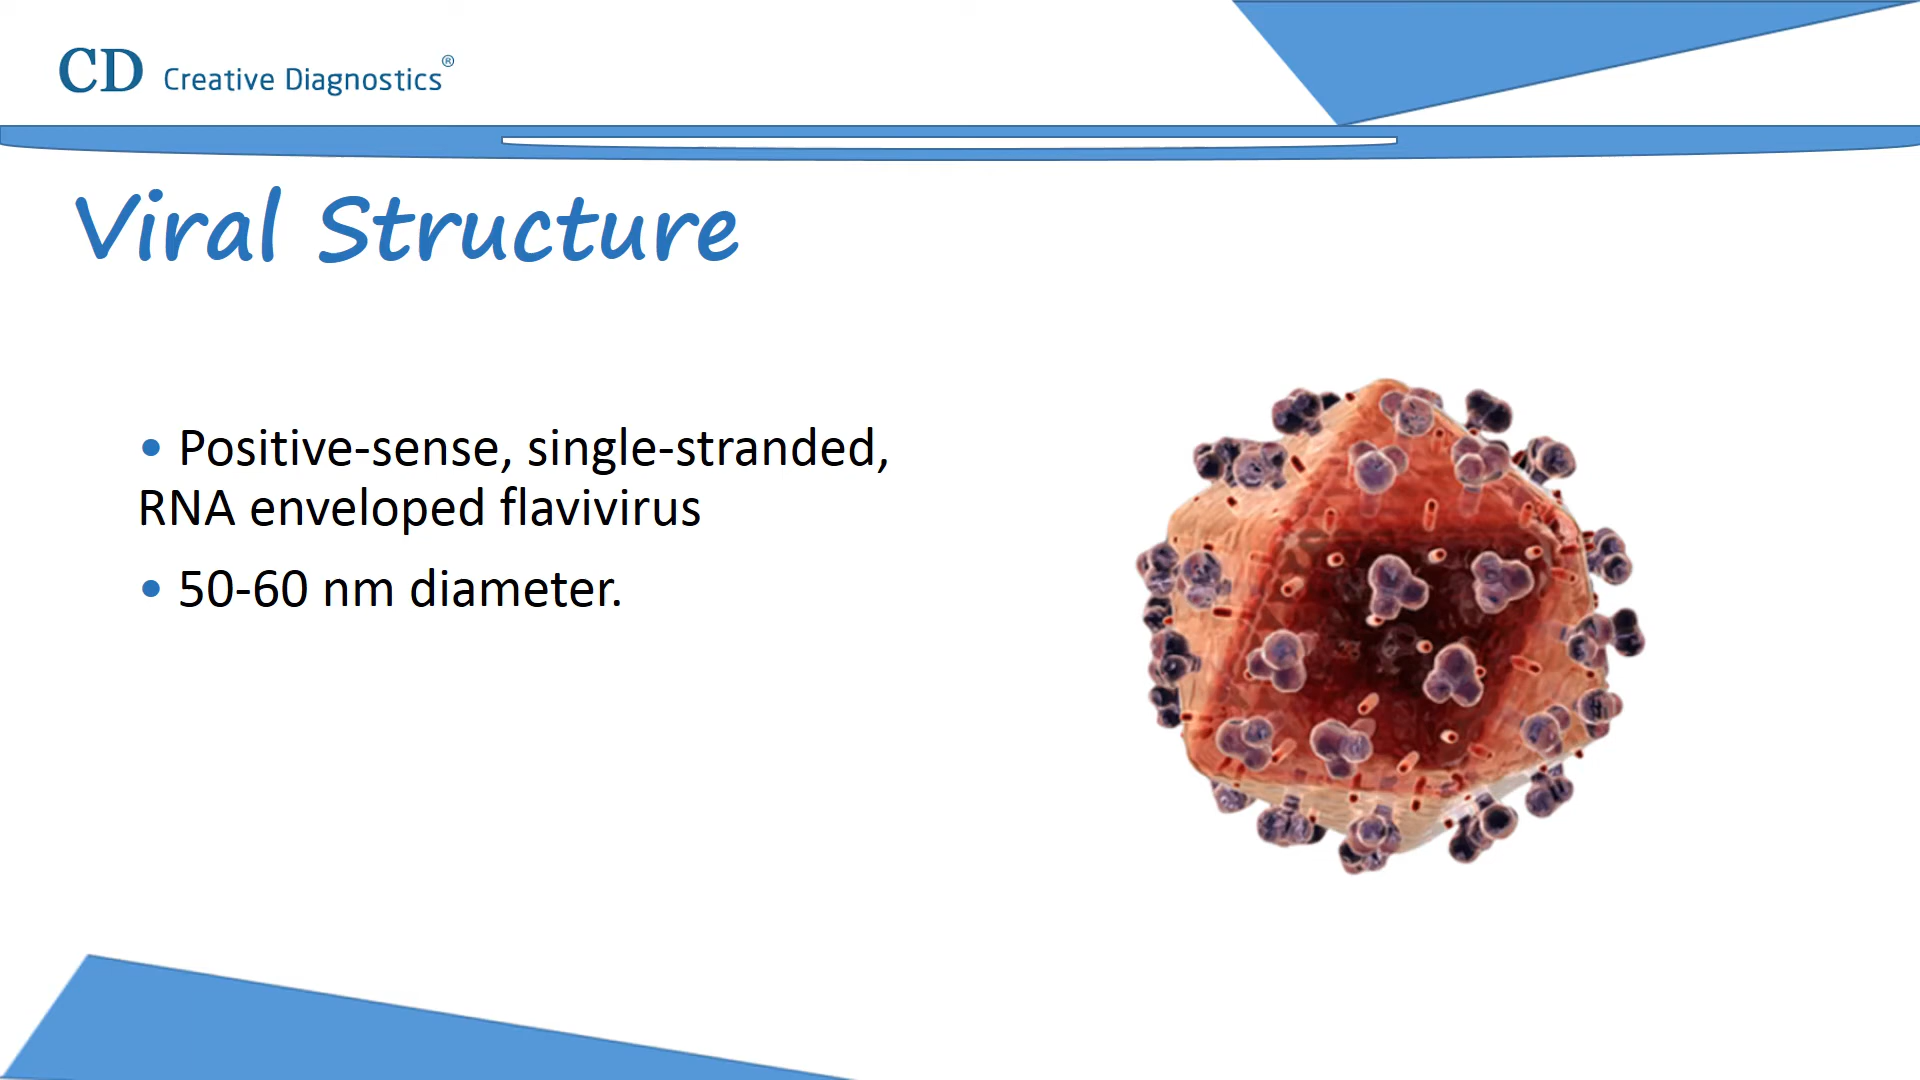 CD Creative Diagnostics®
Viral Structure
• Positive-sense, single-stranded,
RNA enveloped flavivirus
• 50-60 nm diameter.